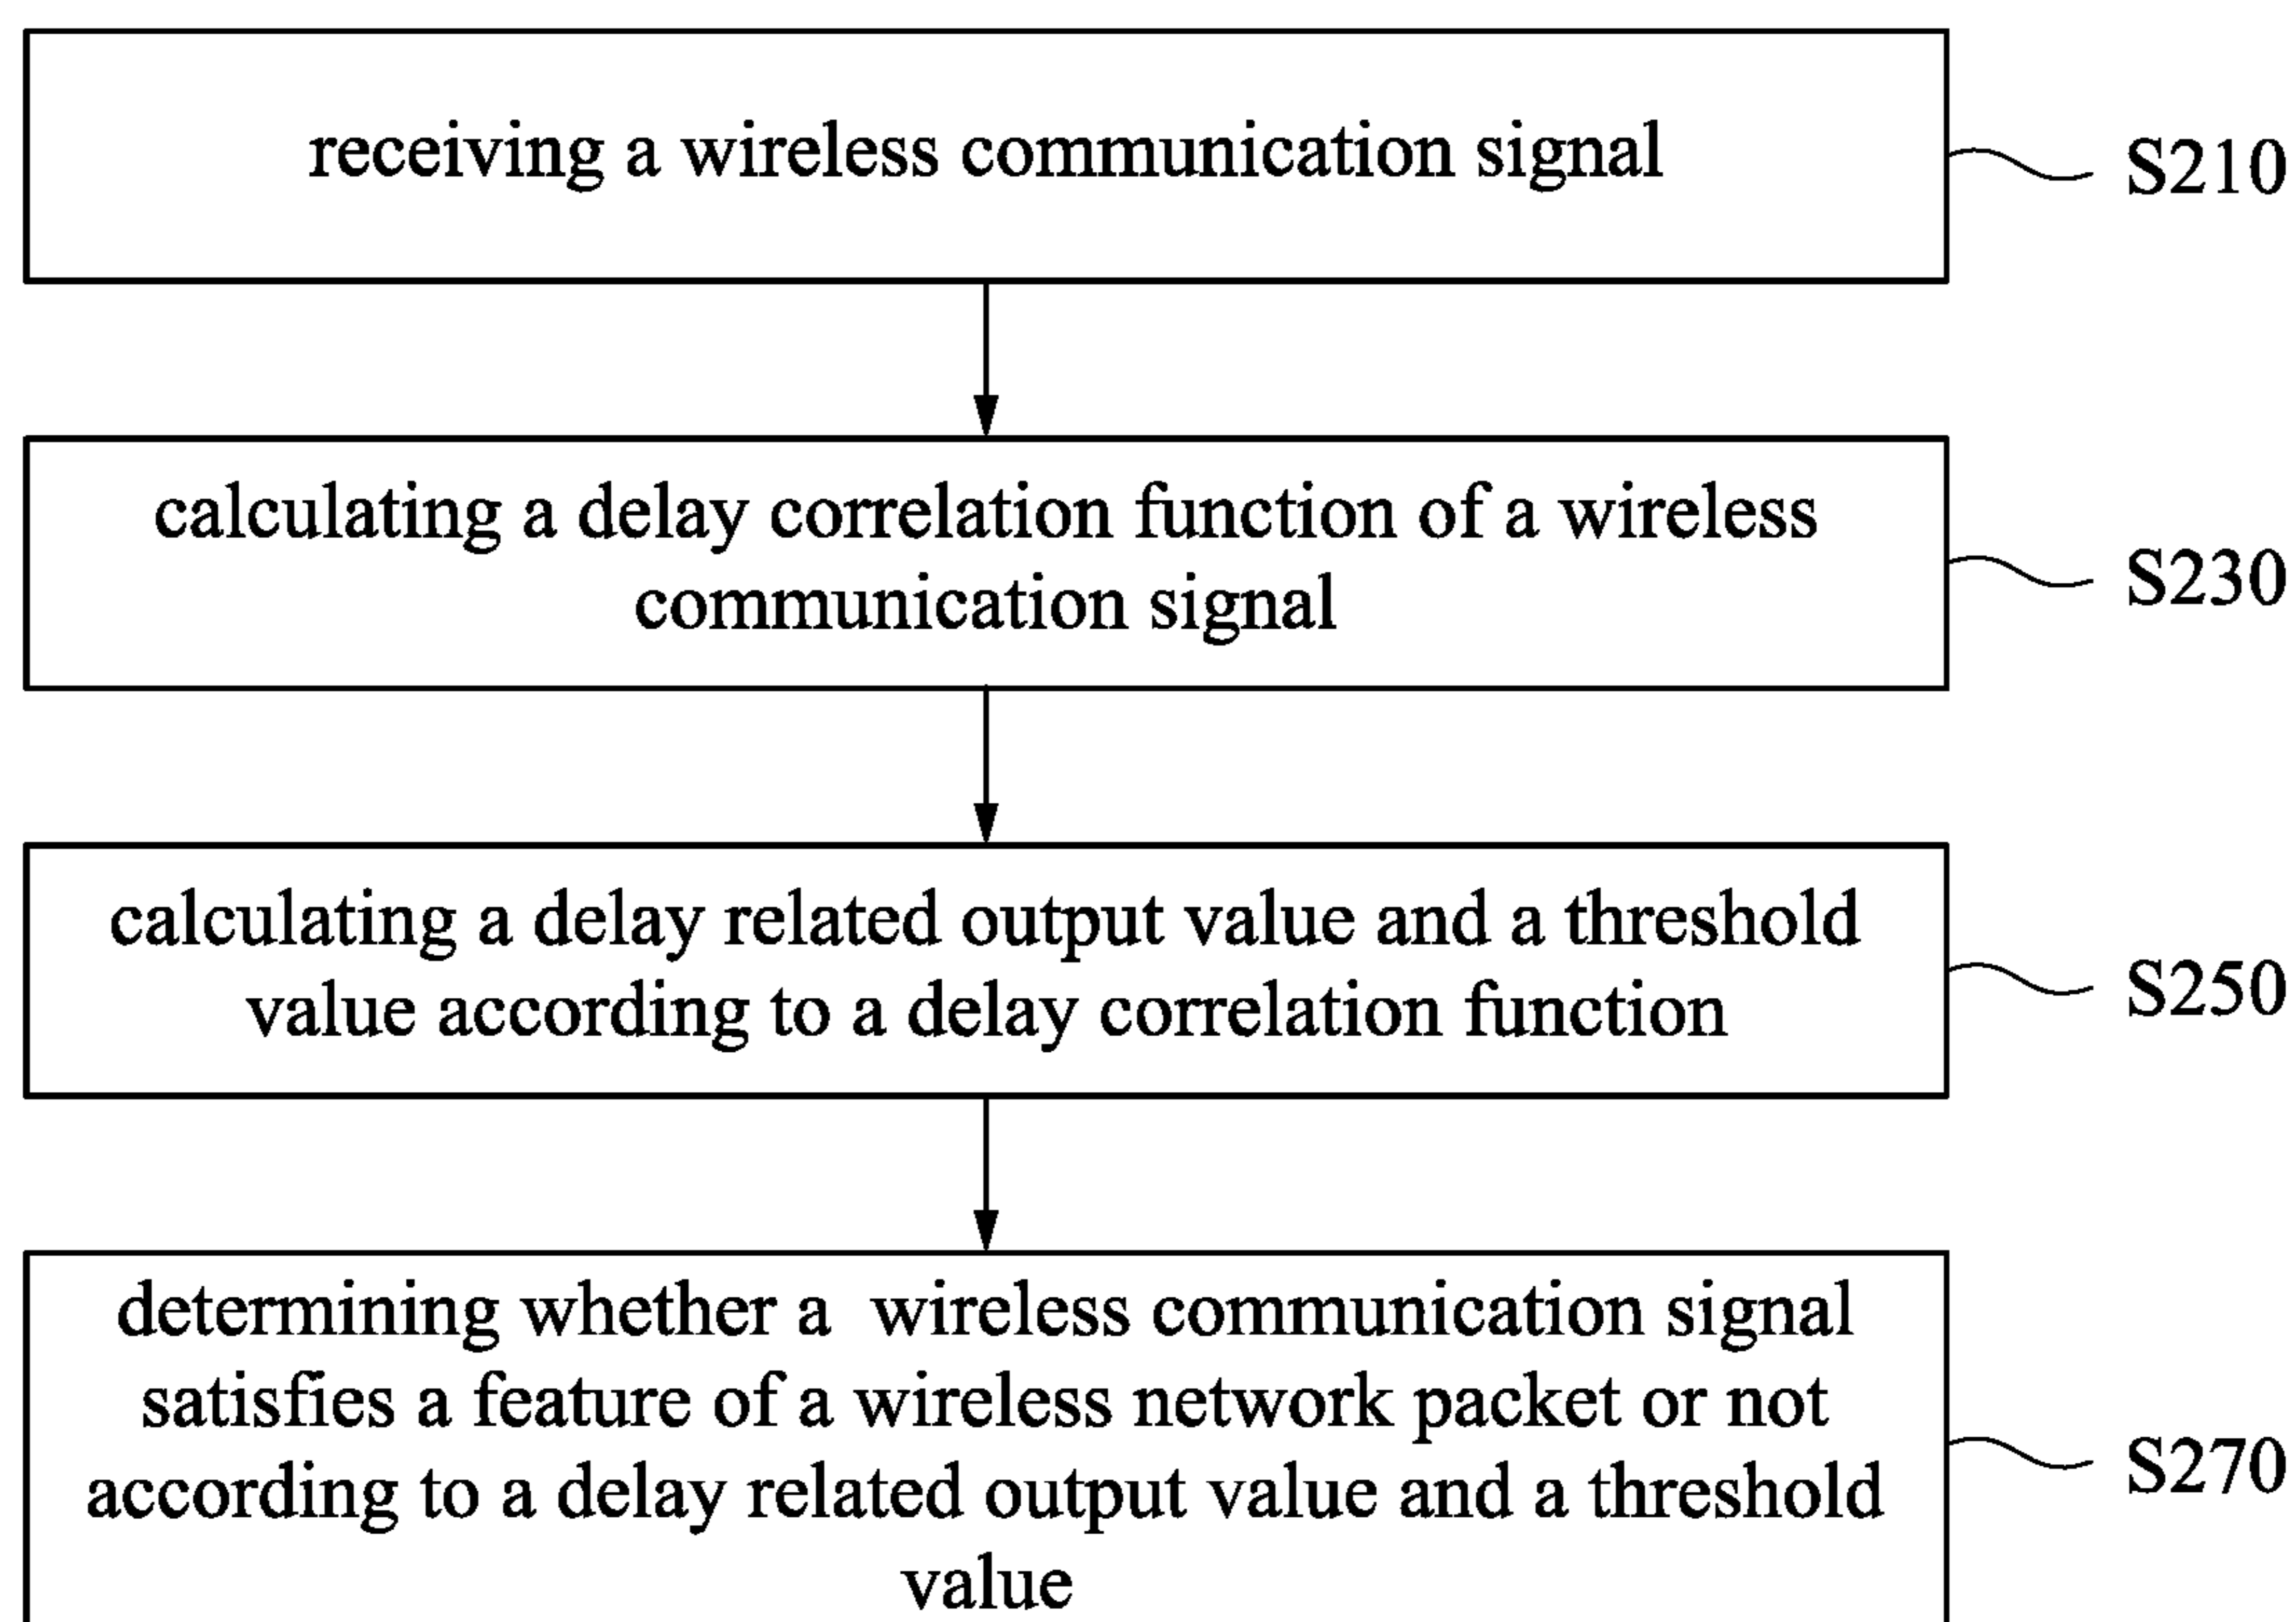 receiving a wireless communication signal
S210
calculating a delay correlation function of a wireless
communication signal
S230
calculating a delay related output value and a threshold
value according to a delay correlation function
S250
determining whether a wireless communication signal
satisfies a feature of a wireless network packet or not
according to a delay related output value and a threshold
value
S270